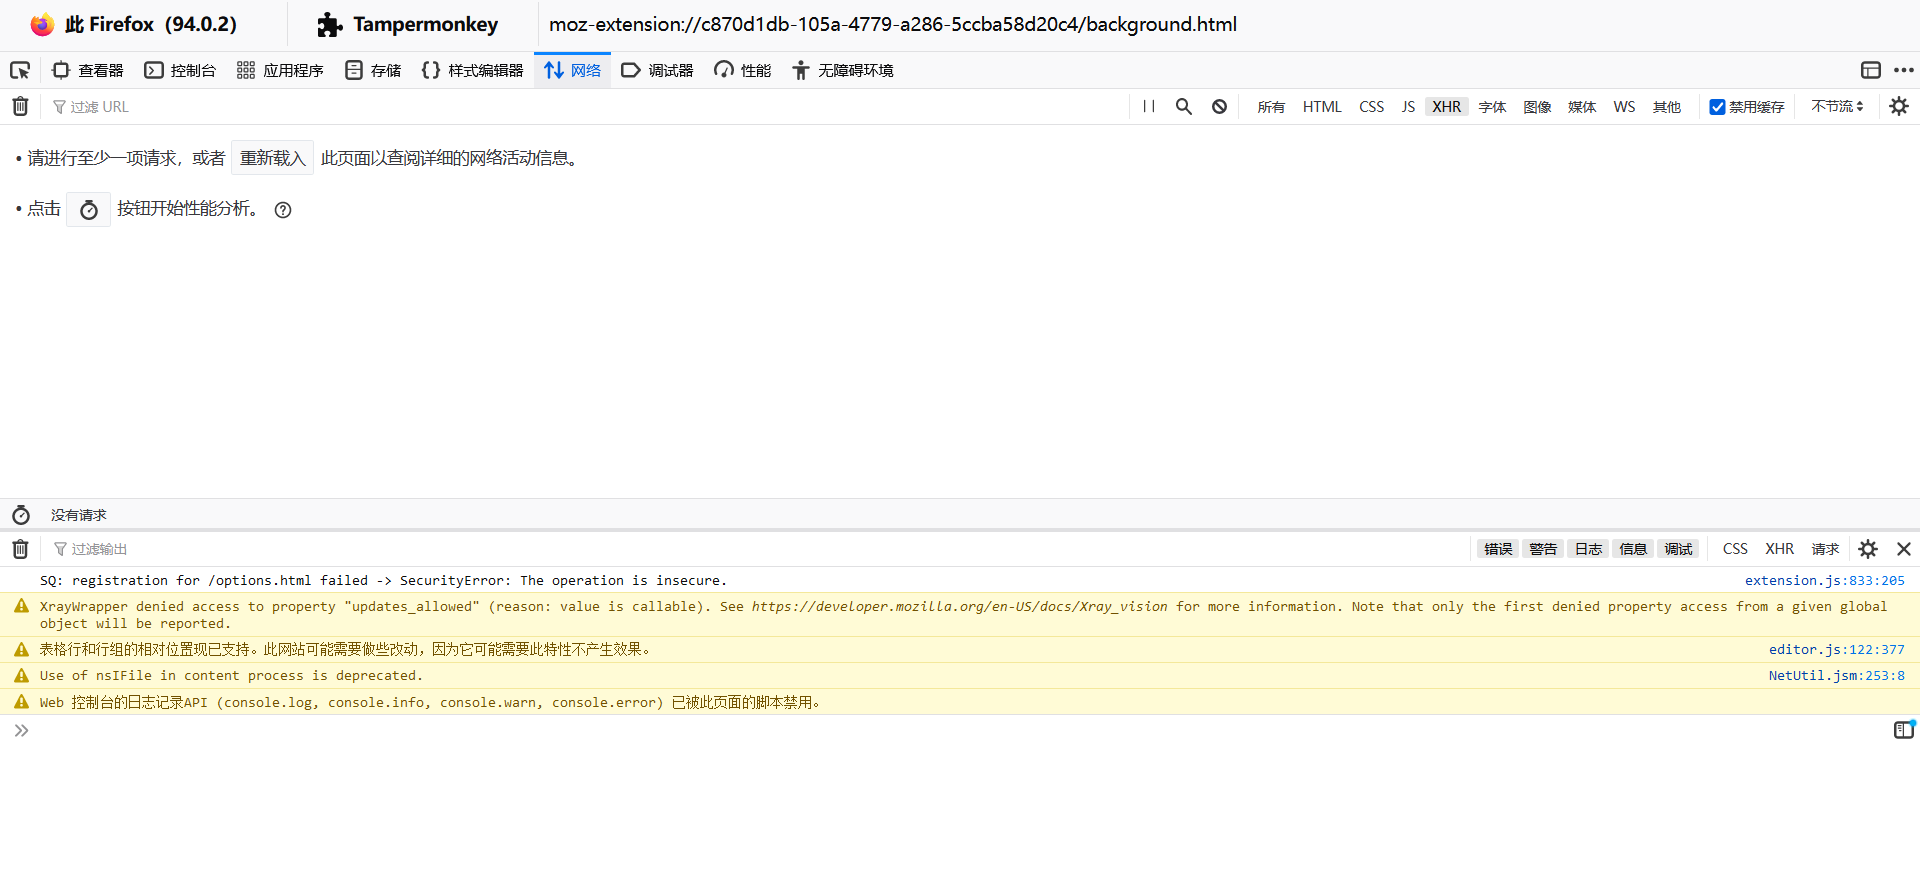 此 Firefox（94.0.2）
Tampermonkey
moz-extension://c870d1db-105a-4779-a286-5ccba58d20c4/background.html
查看器 控制台 应用程序 存储 样式编辑器 网络 调试器 性能 无障碍环境
过滤 URL
所有 HTML CSS JS XHR 字体 图像 媒体 WS 其他 禁用缓存 不节流
• 请进行至少一项请求，或者 重新载入 此页面以查阅详细的网络活动信息。
• 点击 按钮开始性能分析。
没有请求
过滤输出
错误 警告 日志 信息 调试 CSS XHR 请求
SQ: registration for /options.html failed -> SecurityError: The operation is insecure. extension.js:833:205
XrayWrapper denied access to property "updates_allowed" (reason: value is callable). See https://developer.mozilla.org/en-US/docs/Xray_vision for more information. Note that only the first denied property access from a given global
object will be reported.
表格行和行组的相对位置现已支持。此网站可能需要做些改动，因为它可能需要此特性不产生效果。 editor.js:122:377
Use of nsIFile in content process is deprecated. NetUtil.jsm:253:8
Web 控制台的日志记录API (console.log, console.info, console.warn, console.error) 已被此页面的脚本禁用。